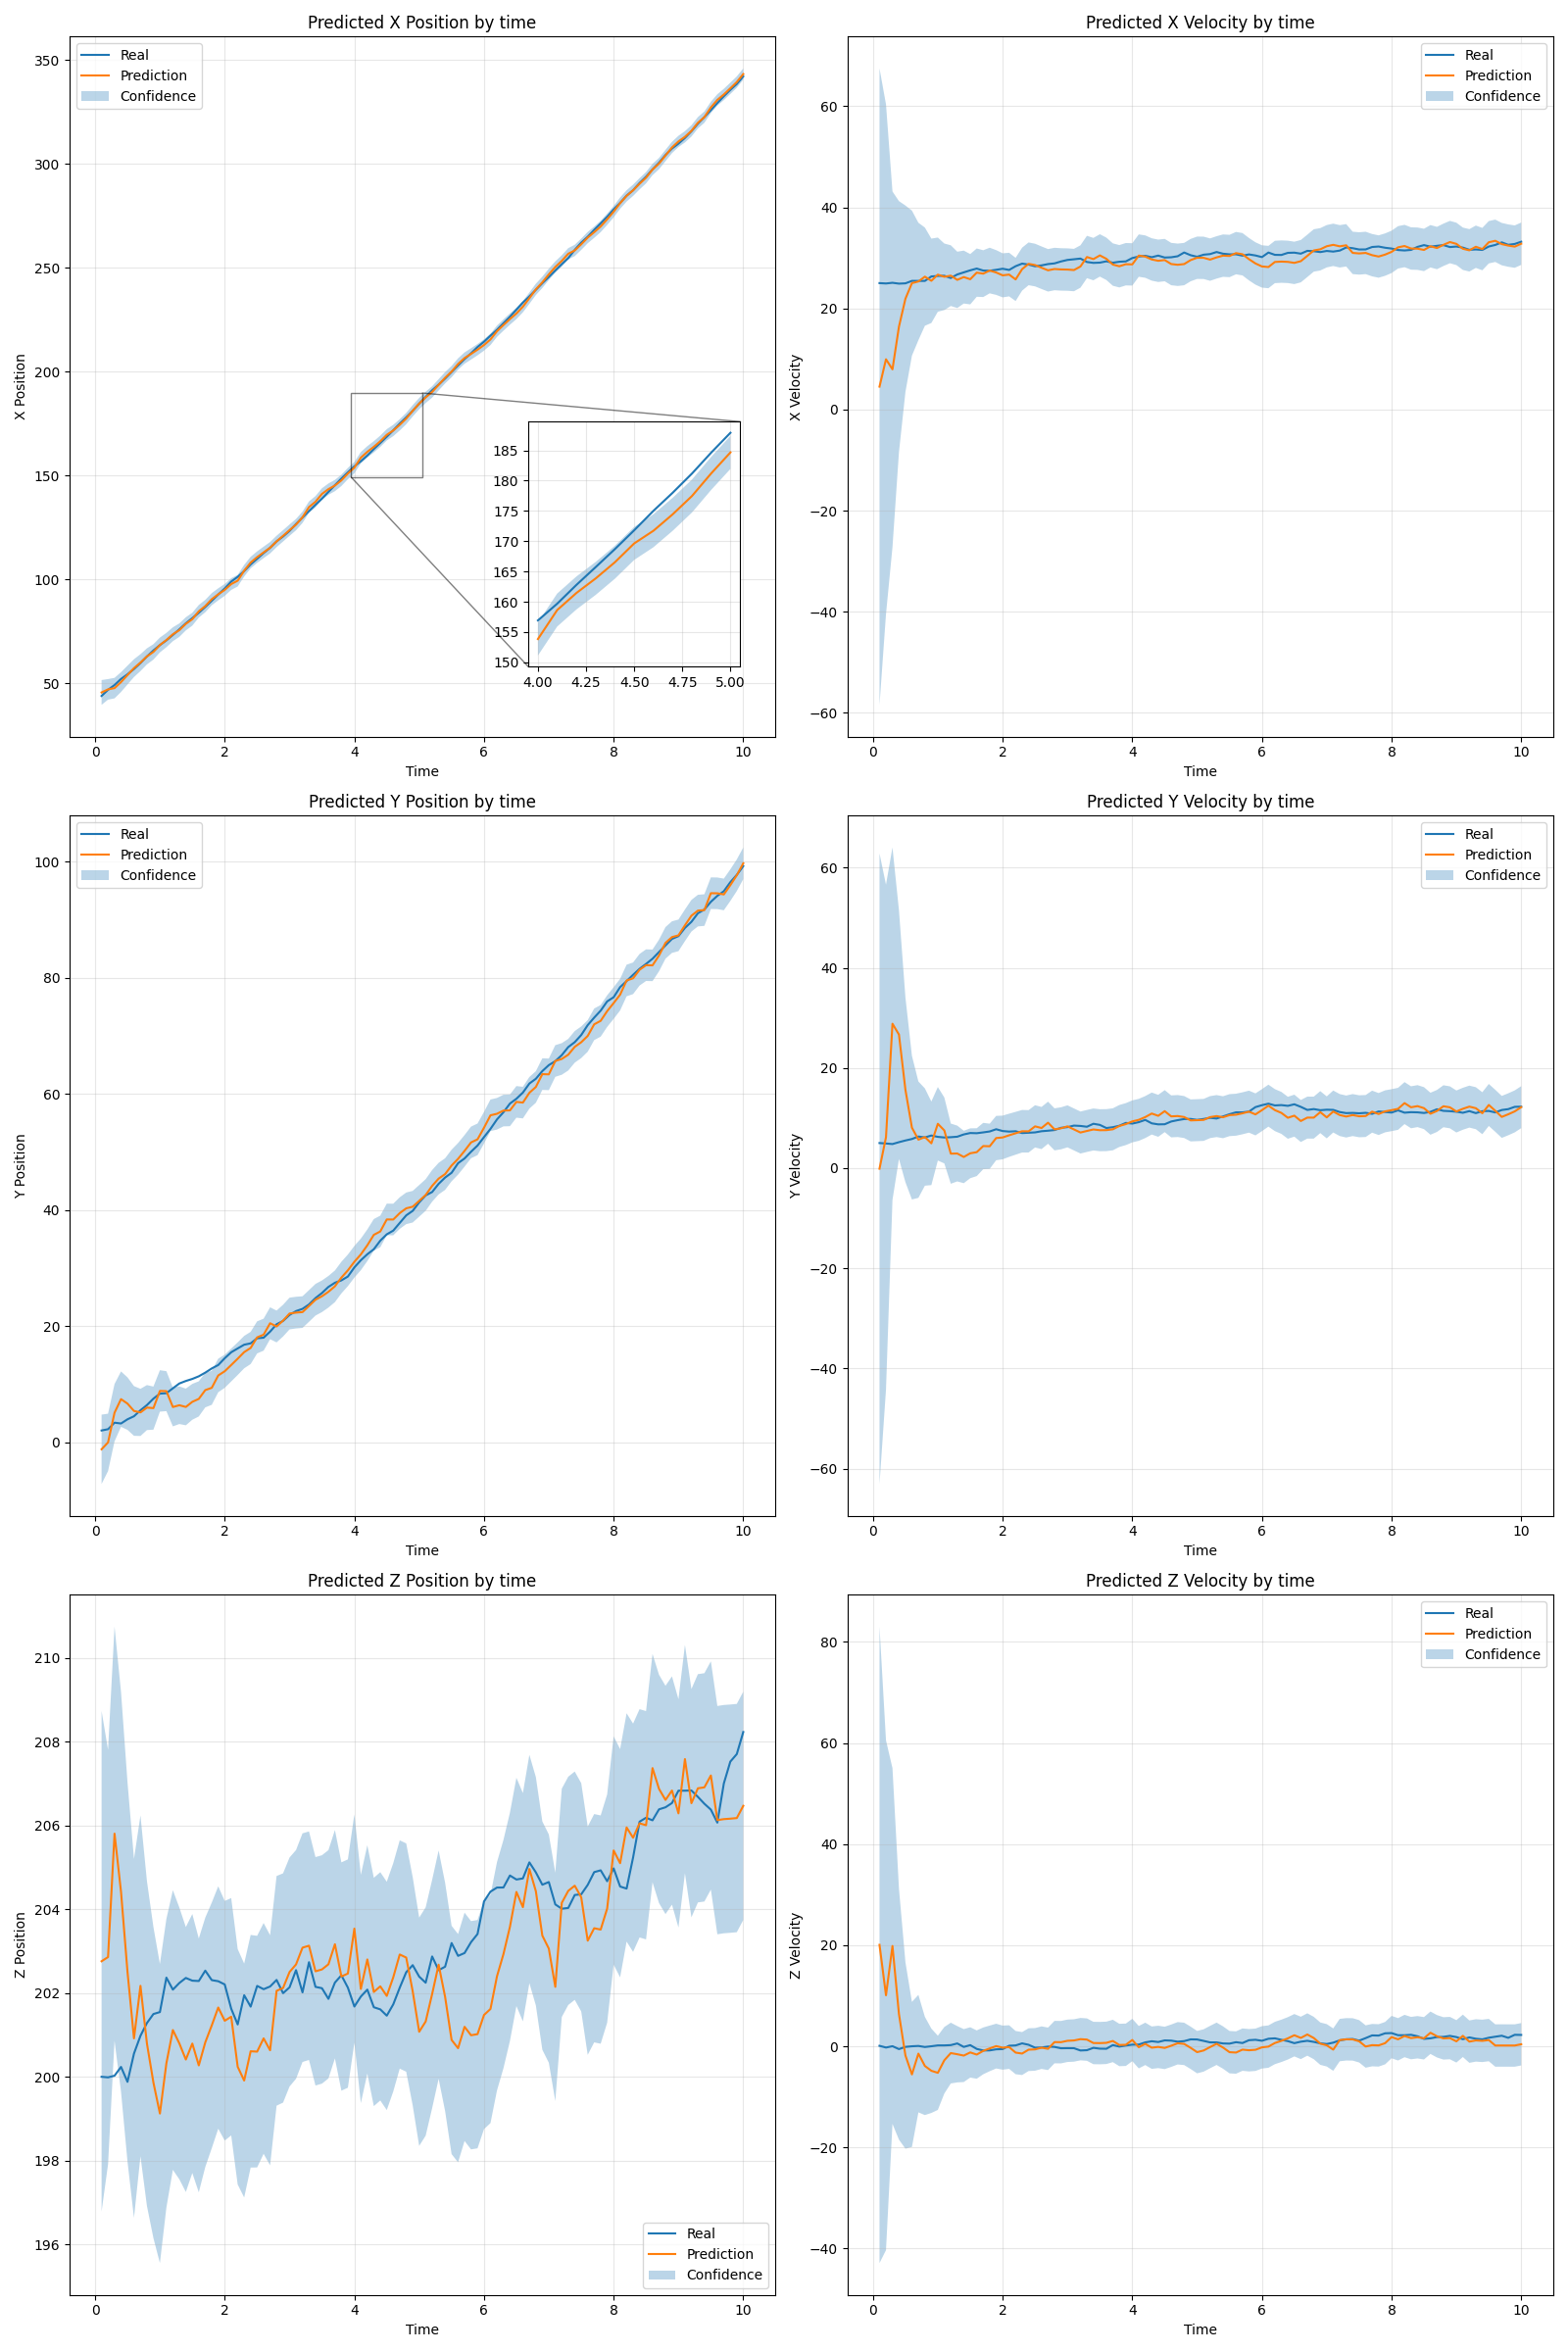 Predicted X Position by time
Real
Prediction
Confidence
350
300
250
200
150
100
50
X Position
185
180
175
170
165
160
155
150
4.00 4.25 4.50 4.75 5.00
0 2 4 6 8 10
Time
Predicted X Velocity by time
Real
Prediction
Confidence
60
40
20
0
−20
−40
−60
X Velocity
0 2 4 6 8 10
Time
Predicted Y Position by time
Real
Prediction
Confidence
100
80
60
40
20
0
Y Position
0 2 4 6 8 10
Time
Predicted Y Velocity by time
Real
Prediction
Confidence
60
40
20
0
−20
−40
−60
Y Velocity
0 2 4 6 8 10
Time
Predicted Z Position by time
210
208
206
204
202
200
198
196
Z Position
Real
Prediction
Confidence
0 2 4 6 8 10
Time
Predicted Z Velocity by time
Real
Prediction
Confidence
80
60
40
20
0
−20
−40
Z Velocity
0 2 4 6 8 10
Time